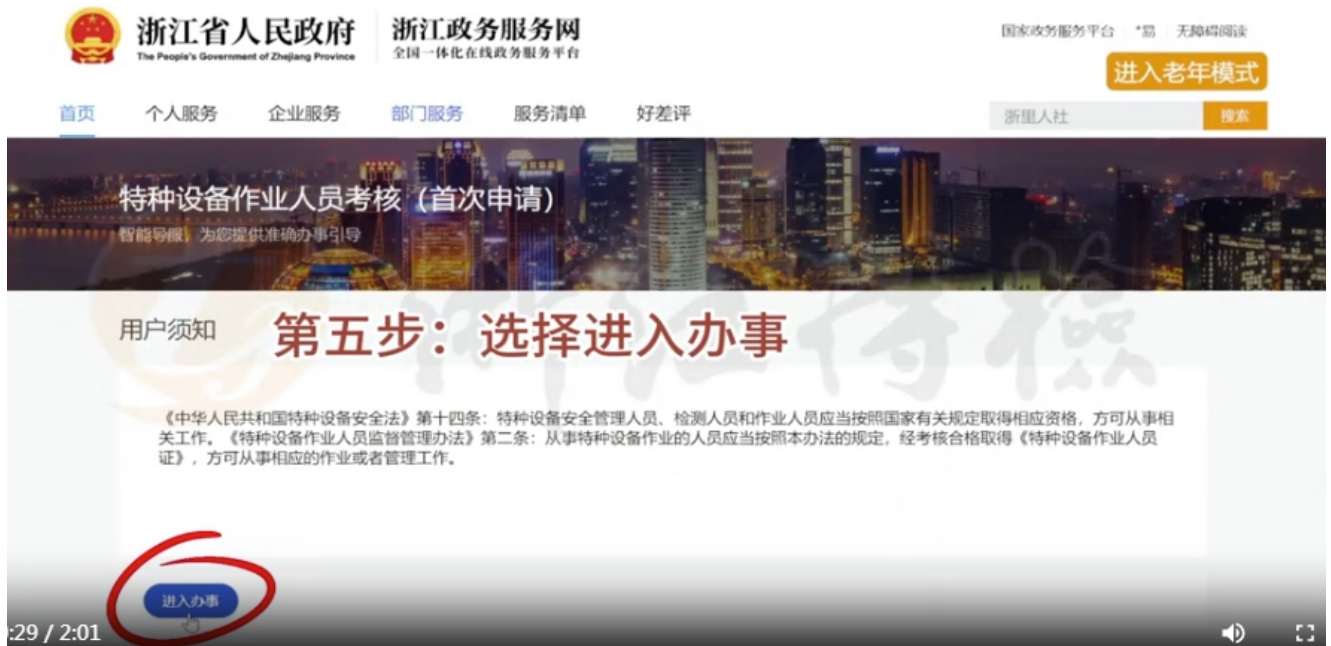 浙江省人民政府
The People's Government of Zhejiang Province
浙江政务服务网
全国一体化在线政务服务平台
国家政务服务平台 *易 无障碍阅读
进入老年模式
首页 个人服务 企业服务 部门服务 服务清单 好差评
浙里人社 搜索
特种设备作业人员考核（首次申请）
智能导服，为您提供准确办事引导
浙江特檢
用户须知
第五步：选择进入办事
《中华人民共和国特种设备安全法》第十四条：特种设备安全管理人员、检测人员和作业人员应当按照国家有关规定取得相应资格，方可从事相
关工作。《特种设备作业人员监督管理办法》第二条：从事特种设备作业的人员应当按照本办法的规定，经考核合格取得《特种设备作业人员
证》，方可从事相应的作业或者管理工作。
进入办事
:29 / 2:01